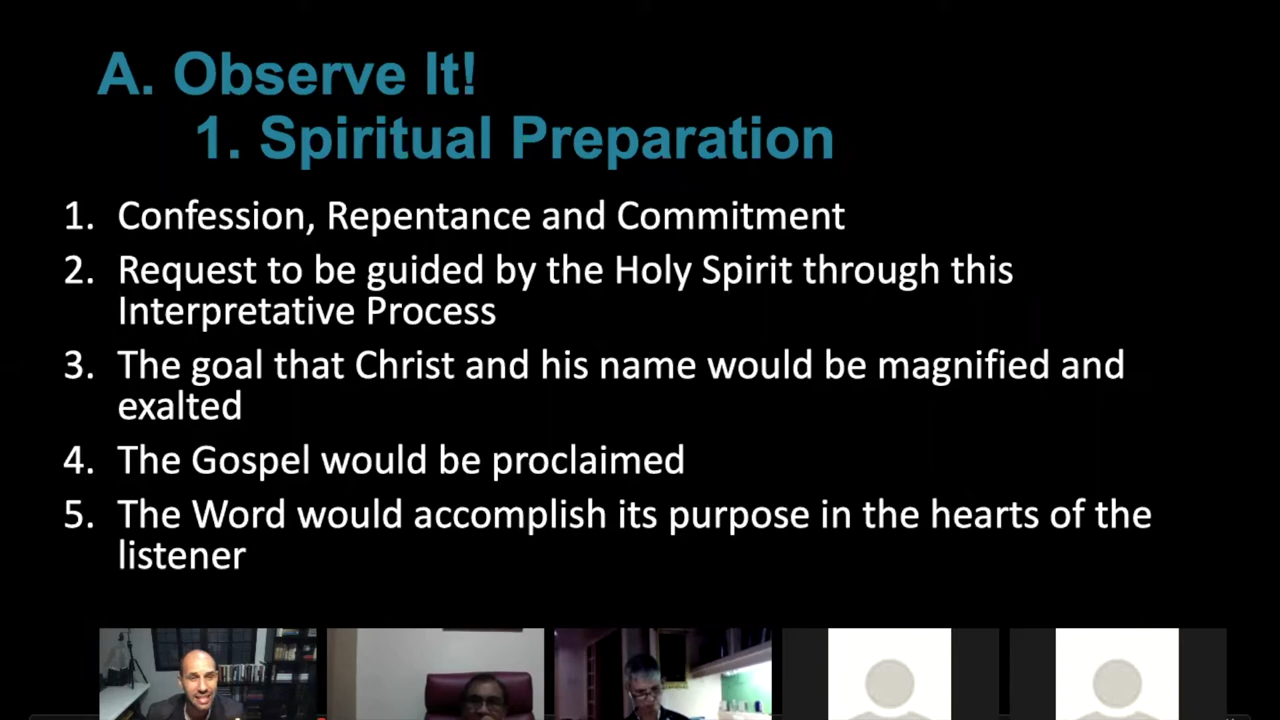 A. Observe It!
1. Spiritual Preparation
1. Confession, Repentance and Commitment
2. Request to be guided by the Holy Spirit through this
Interpretative Process
3. The goal that Christ and his name would be magnified and
exalted
4. The Gospel would be proclaimed
5. The Word would accomplish its purpose in the hearts of the
listener